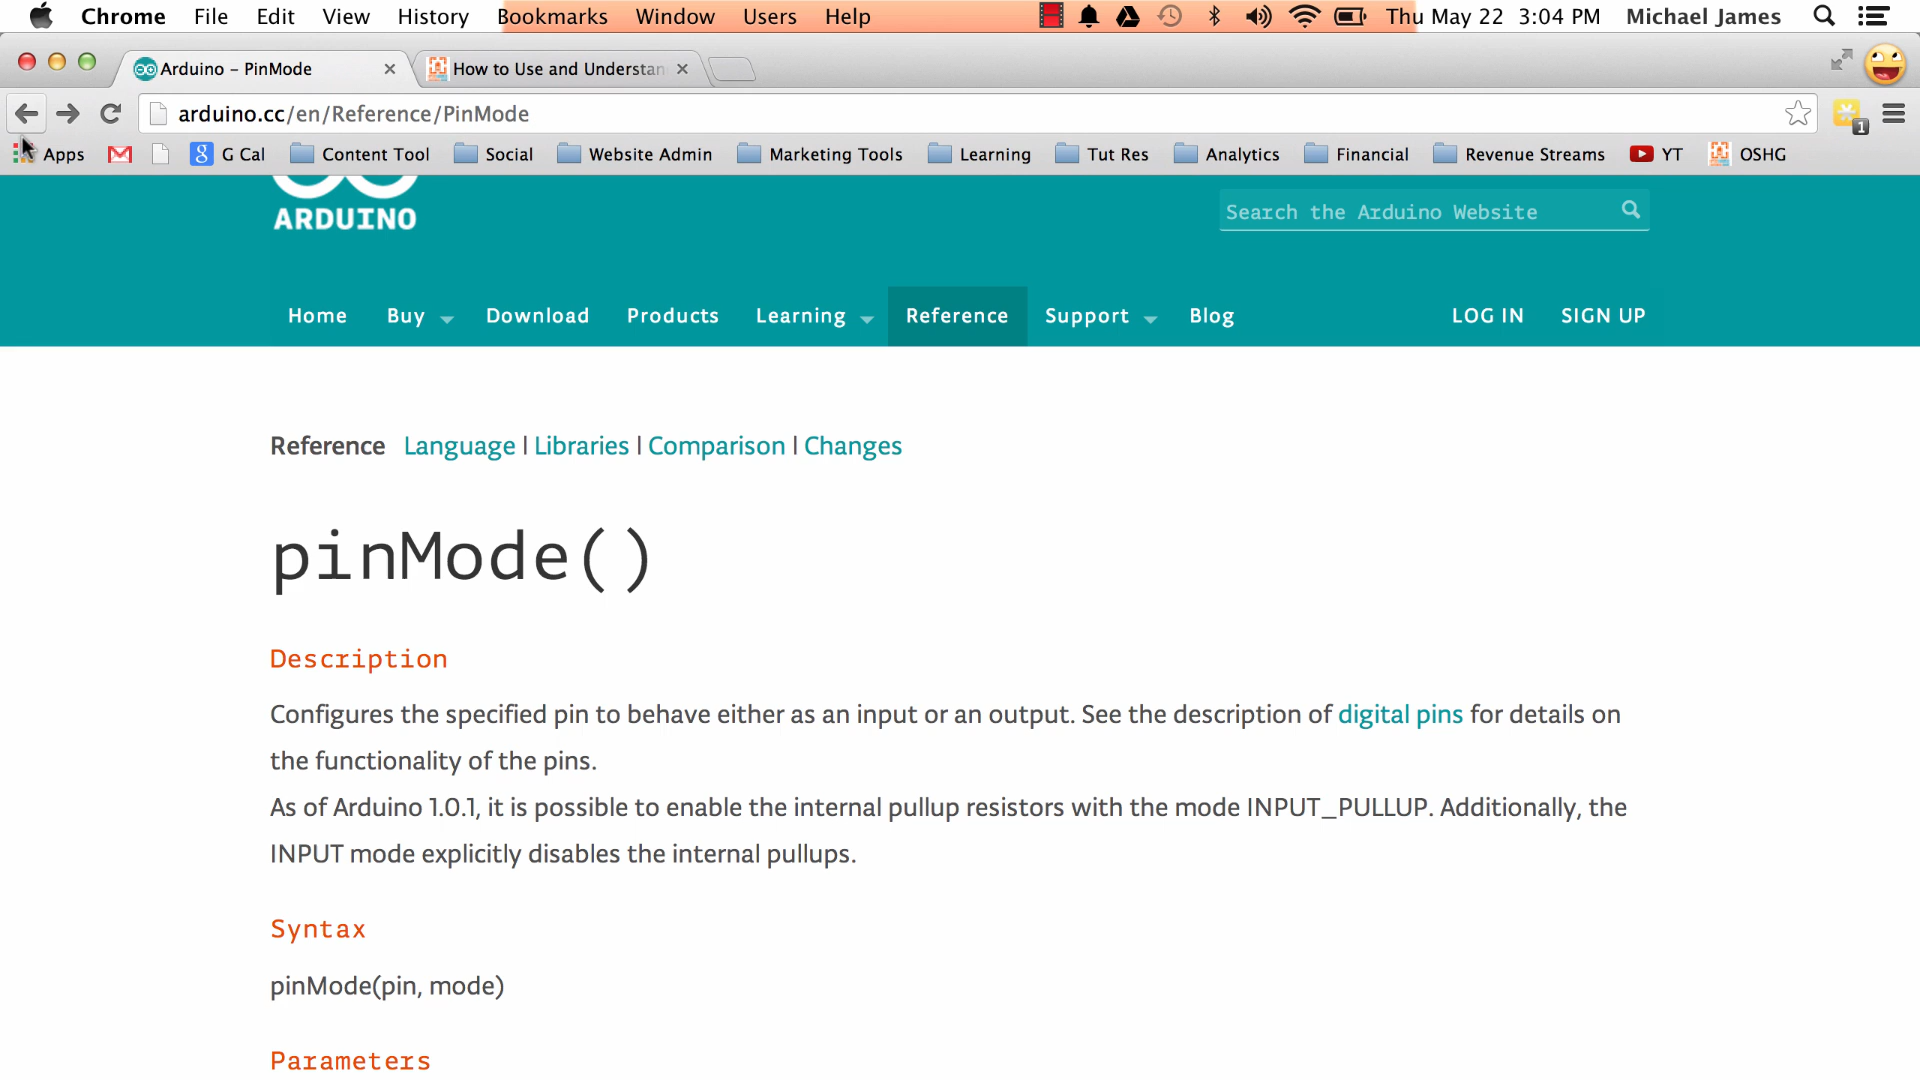 Chrome File Edit View History Bookmarks Window Users Help Thu May 22 3:04 PM Michael James
Arduino - PinMode How to Use and Understan
arduino.cc/en/Reference/PinMode 1
Apps G Cal Content Tool Social Website Admin Marketing Tools Learning Tut Res Analytics Financial Revenue Streams YT OSHG
ARDUINO Search the Arduino Website
Home Buy Download Products Learning Reference Support Blog LOG IN SIGN UP
Reference Language | Libraries | Comparison | Changes
pinMode()
Description
Configures the specified pin to behave either as an input or an output. See the description of digital pins for details on
the functionality of the pins.
As of Arduino 1.0.1, it is possible to enable the internal pullup resistors with the mode INPUT_PULLUP. Additionally, the
INPUT mode explicitly disables the internal pullups.
Syntax
pinMode(pin, mode)
Parameters